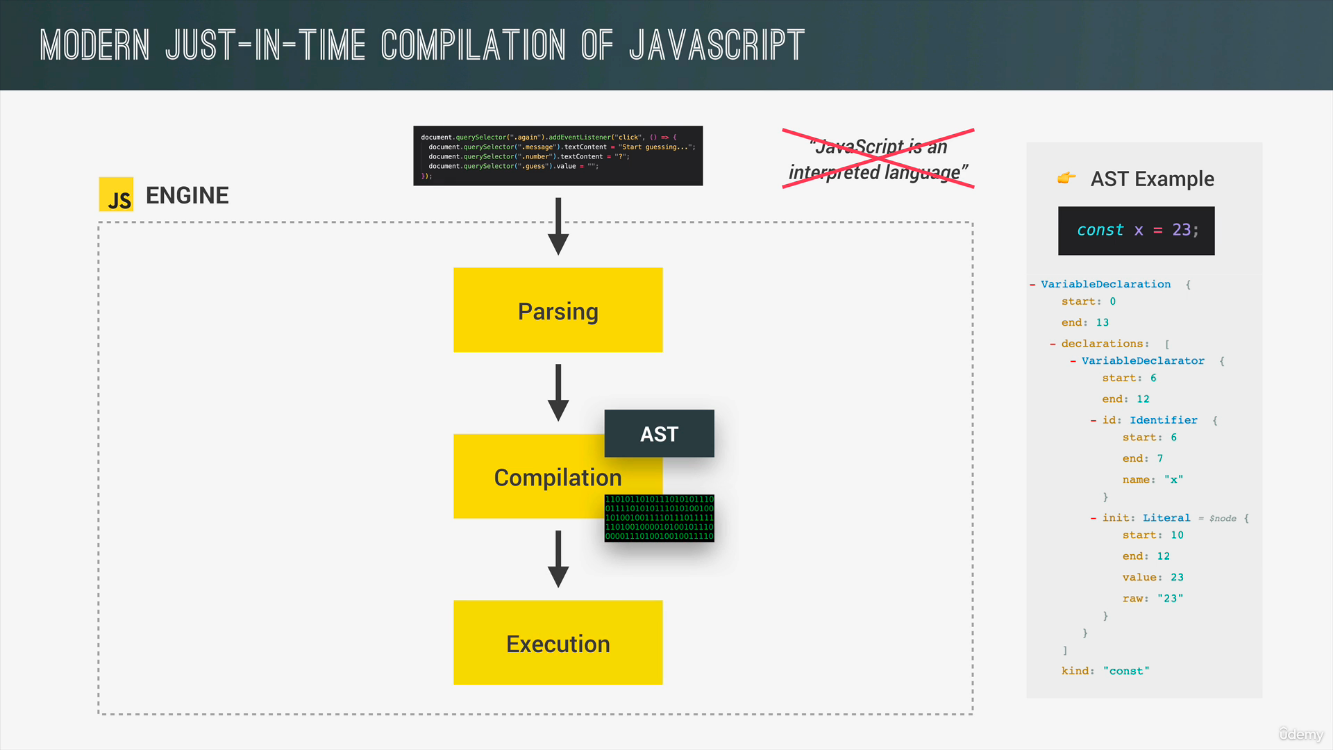 MODERN JUST-IN-TIME COMPILATION OF JAVASCRIPT
document.querySelector(".again").addEventListener("click", () => {
document.querySelector(".message").textContent = "Start guessing...";
document.querySelector(".number").textContent = "?";
document.querySelector(".guess").value = "";
});
"JavaScript is an
interpreted language"
JS ENGINE
Parsing
Compilation
AST
1101011010111010101110
0111101010111010100100
1010010011110111011111
1101001000010100101110
0000111010010010011110
Execution
👉 AST Example
const x = 23;
- VariableDeclaration {
start: 0
end: 13
- declarations: [
- VariableDeclarator {
start: 6
end: 12
- id: Identifier {
start: 6
end: 7
name: "x"
}
- init: Literal = $node {
start: 10
end: 12
value: 23
raw: "23"
}
}
]
kind: "const"
ûdemy